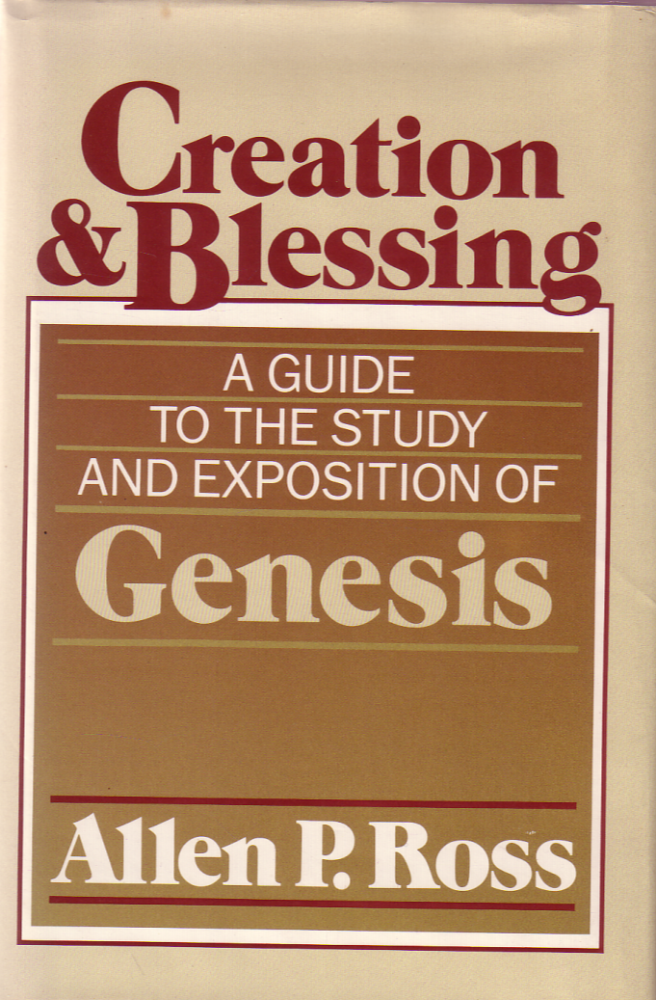 Creation
& Blessing
A GUIDE
TO THE STUDY
AND EXPOSITION OF
Genesis
Allen P. Ross